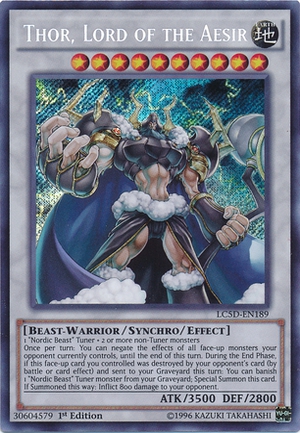 THOR, LORD OF THE AESIR
EARTH
地
LC5D-EN189
[BEAST-WARRIOR/SYNCHRO/EFFECT]
1 "Nordic Beast" Tuner + 2 or more non-Tuner monsters
Once per turn: You can negate the effects of all face-up monsters your
opponent currently controls, until the end of this turn. During the End Phase,
if this face-up card you controlled was destroyed by your opponent's card (by
battle or card effect) and sent to your Graveyard this turn: You can banish
1 "Nordic Beast" Tuner monster from your Graveyard; Special Summon this card.
If Summoned this way: Inflict 800 damage to your opponent.
ATK/3500 DEF/2800
30604579 1st Edition ©1996 KAZUKI TAKAHASHI